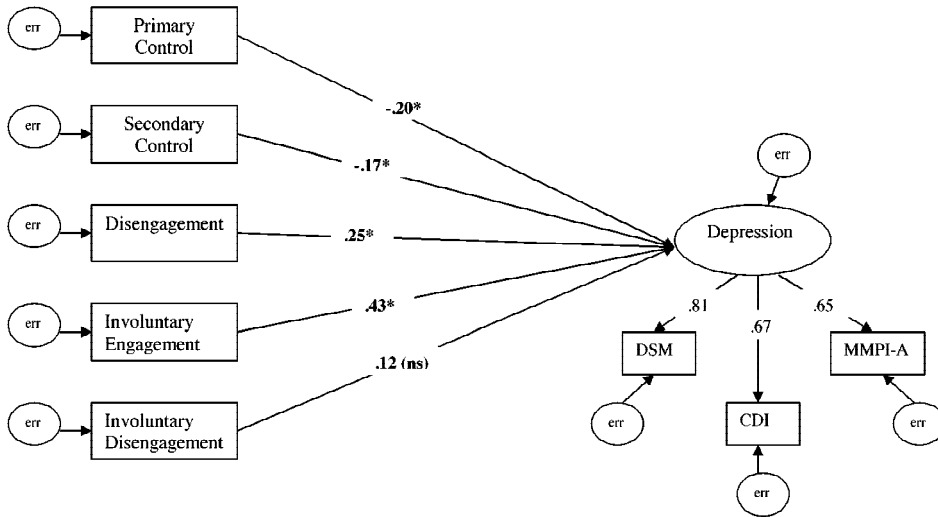 err
Primary
Control
-.20*
err
Secondary
Control
-.17*
err
err
Disengagement
.25*
Depression
err
Involuntary
Engagement
.43*
.81
.67
.65
.12 (ns)
DSM
MMPI-A
err
Involuntary
Disengagement
err
CDI
err
err